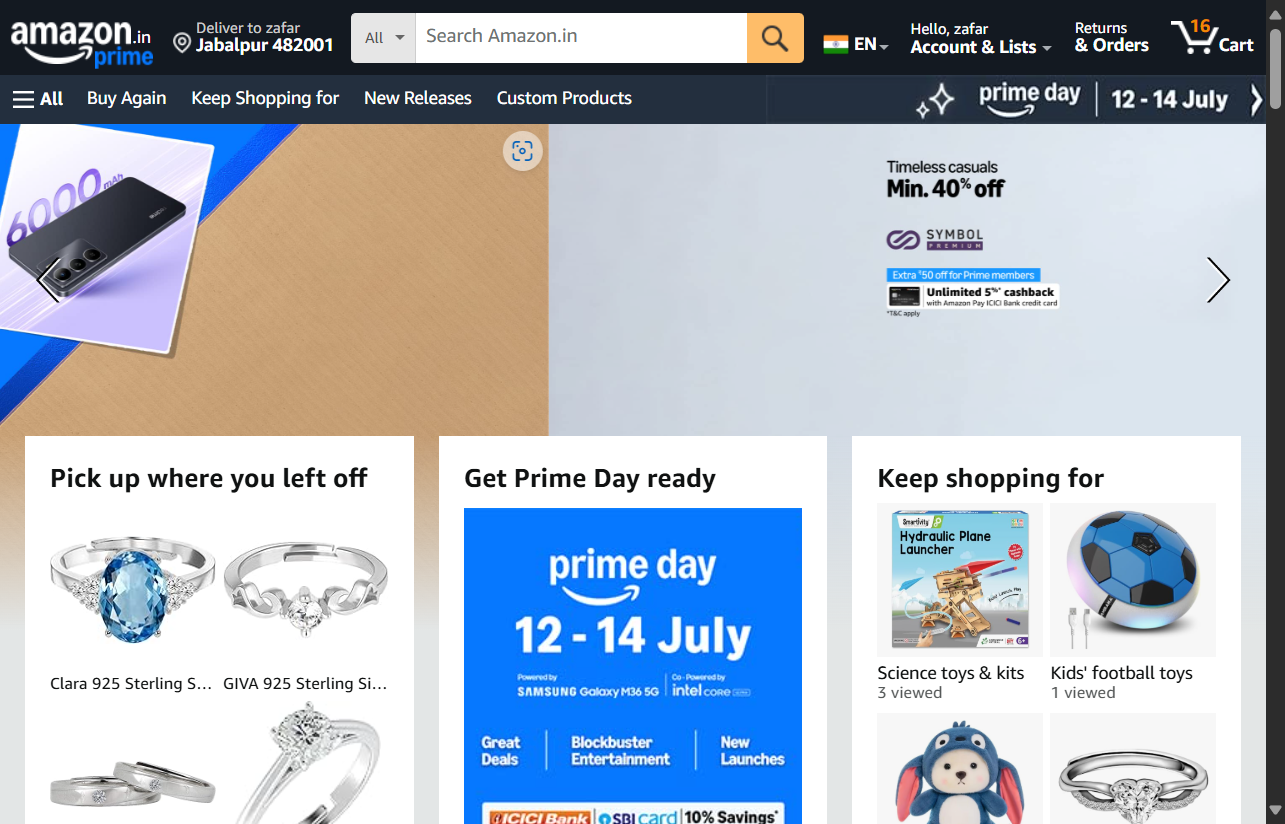 amazon.in
prime
Deliver to zafar
Jabalpur 482001
All
Search Amazon.in
EN
Hello, zafar
Account & Lists
Returns
& Orders
16
Cart
All
Buy Again
Keep Shopping for
New Releases
Custom Products
prime day
12 - 14 July
6000mAh
Timeless casuals
Min. 40% off
SYMBOL
PREMIUM
Extra ₹50 off for Prime members
Unlimited 5%* cashback
with Amazon Pay ICICI Bank credit card
*T&C apply
Pick up where you left off
Clara 925 Sterling S...
GIVA 925 Sterling Si...
Get Prime Day ready
prime day
12 - 14 July
Powered by
SAMSUNG Galaxy M36 5G
Co-Powered by
intel CORE
Great
Deals
Blockbuster
Entertainment
New
Launches
ICICI Bank
SBI card
10% Savings*
Keep shopping for
Smartivity
Hydraulic Plane
Launcher
Science toys & kits
3 viewed
Kids' football toys
1 viewed